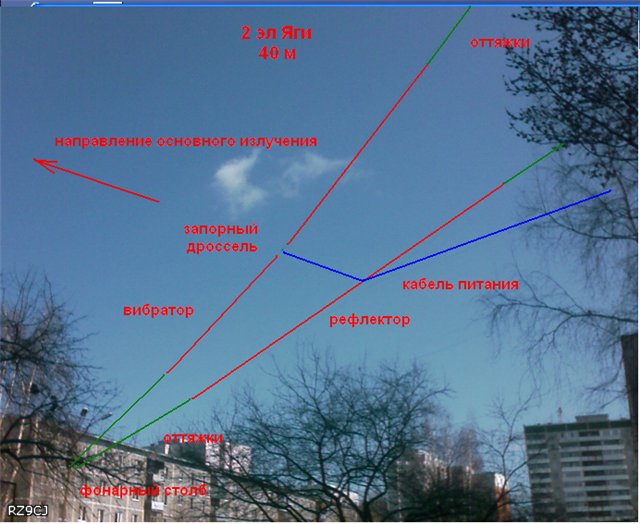 2 эл Яги
40 м
оттяжки
направление основного излучения
запорный
дроссель
кабель питания
вибратор
рефлектор
оттяжки
фонарный столб
RZ9CJ